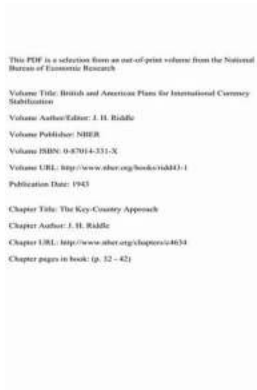 This PDF is a selection from an out-of-print volume from the National
Bureau of Economic Research
Volume Title: British and American Plans for International Currency
Stabilization
Volume Author/Editor: J. H. Riddle
Volume Publisher: NBER
Volume ISBN: 0-87014-331-X
Volume URL: http://www.nber.org/books/ridd43-1
Publication Date: 1943
Chapter Title: The Key-Country Approach
Chapter Author: J. H. Riddle
Chapter URL: http://www.nber.org/chapters/c4634
Chapter pages in book: (p. 32 - 42)